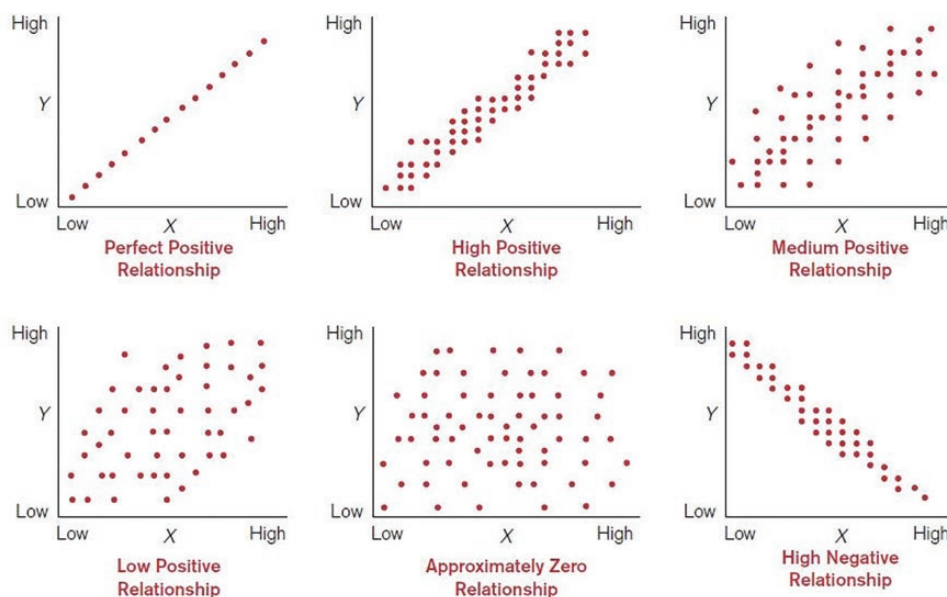 High
Y
Low
Low X High
Perfect Positive
Relationship
High
Y
Low
Low X High
High Positive
Relationship
High
Y
Low
Low X High
Medium Positive
Relationship
High
Y
Low
Low X High
Low Positive
Relationship
High
Y
Low
Low X High
Approximately Zero
Relationship
High
Y
Low
Low X High
High Negative
Relationship